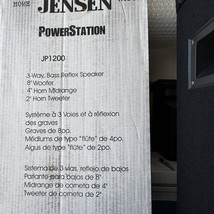 HOME JENSEN
POWERSTATION
JP1200
3-Way, Bass Reflex Speaker
8" Woofer
4" Horn Midrange
2" Horn Tweeter
Système à 3 Voies et à réflexion
des graves
Graves de 8po.
Médiums de type "flûte" de 4po.
Aigus de type "flûte" de 2po.
Sistema de 3 vías, reflejo de bajos
Parlante para bajos de 8"
Midrange de corneta de 4"
Tweeter de corneta de 2"